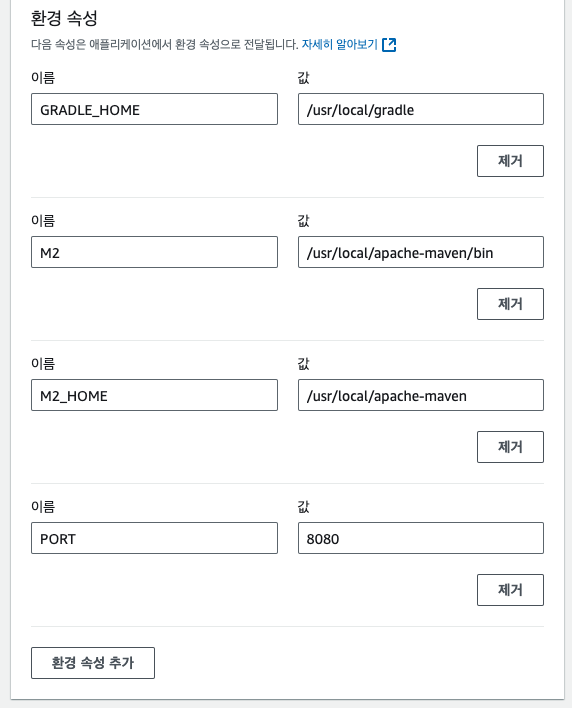 환경 속성
다음 속성은 애플리케이션에서 환경 속성으로 전달됩니다. 자세히 알아보기
이름 값
GRADLE_HOME /usr/local/gradle
제거
이름 값
M2 /usr/local/apache-maven/bin
제거
이름 값
M2_HOME /usr/local/apache-maven
제거
이름 값
PORT 8080
제거
환경 속성 추가